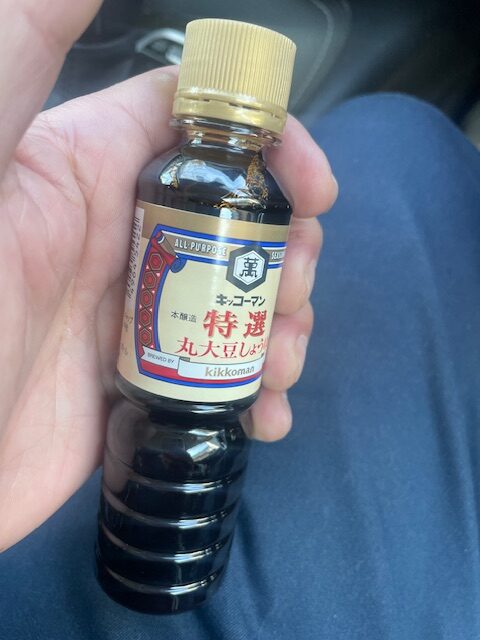 ALL PURPOSE
萬
キッコーマン
本醸造
特選
丸大豆しょう
BREWED BY
kikkoman